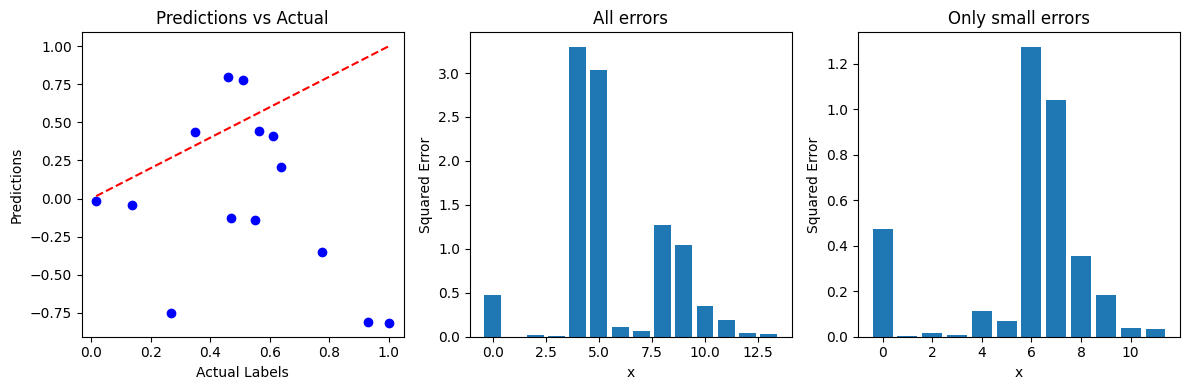 Predictions vs Actual
1.00
0.75
0.50
0.25
0.00
−0.25
−0.50
−0.75
Predictions
0.0 0.2 0.4 0.6 0.8 1.0
Actual Labels
All errors
3.0
2.5
2.0
1.5
1.0
0.5
0.0
Squared Error
0.0 2.5 5.0 7.5 10.0 12.5
x
Only small errors
1.2
1.0
0.8
0.6
0.4
0.2
0.0
Squared Error
0 2 4 6 8 10
x